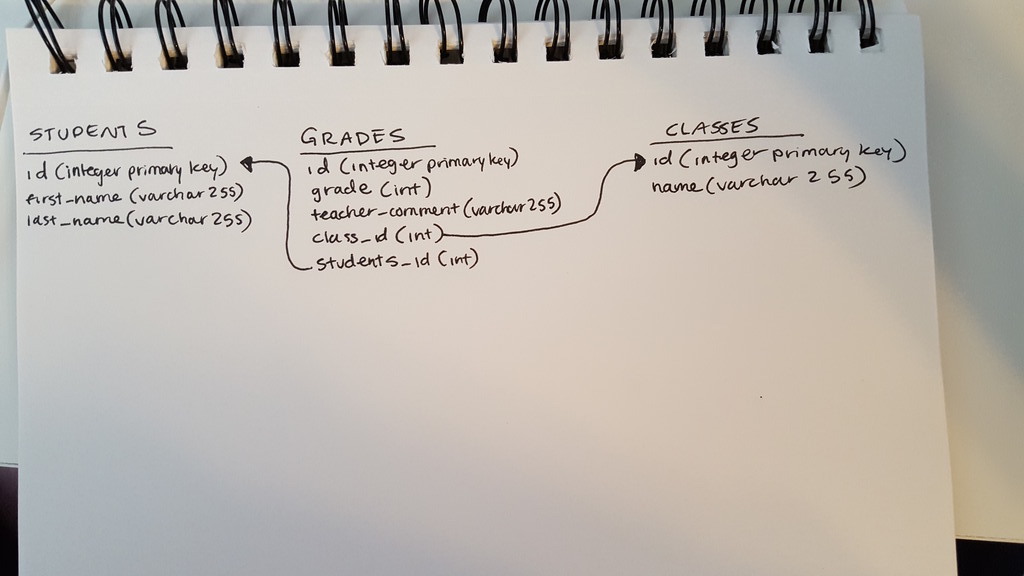 STUDENTS
id (integer primary key)
first_name (varchar 255)
last_name (varchar 255)
GRADES
id (integer primary key)
grade (int)
teacher_comment (varchar 255)
class_id (int)
students_id (int)
CLASSES
id (integer primary key)
name (varchar 255)